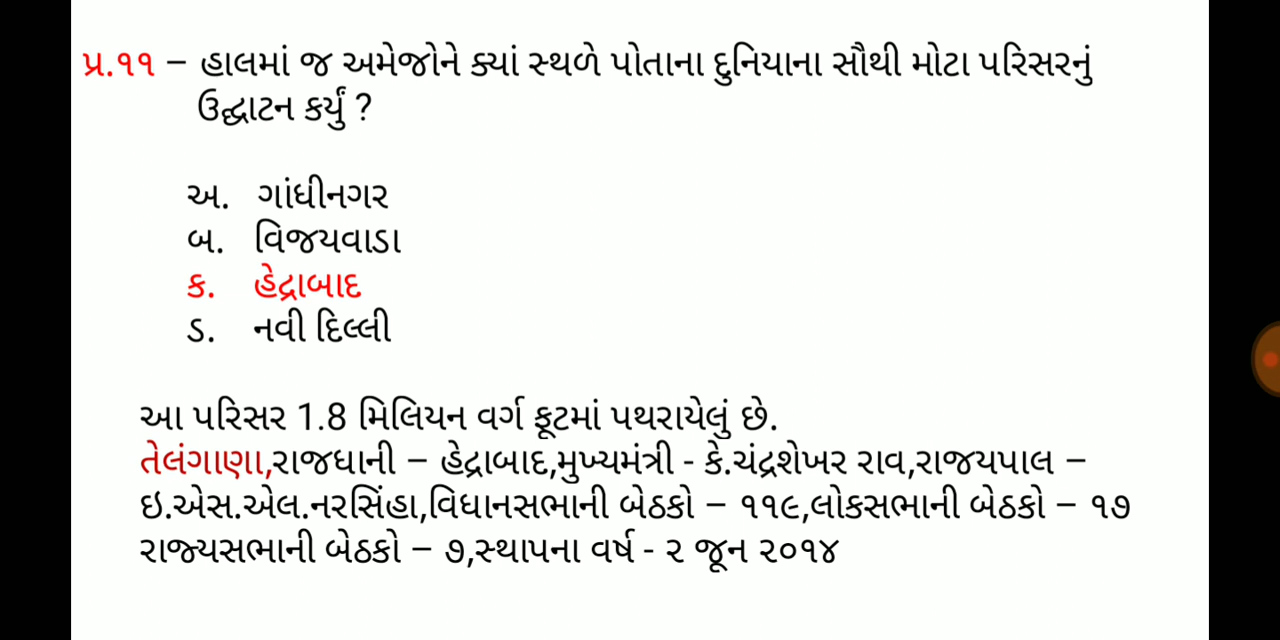 પ્ર.૧૧ – હાલમાં જ અમેજોને ક્યાં સ્થળે પોતાના દુનિયાના સૌથી મોટા પરિસરનું
ઉદ્ઘાટન કર્યું ?
અ. ગાંધીનગર
બ. વિજયવાડા
ક. હેદ્રાબાદ
ડ. નવી દિલ્લી
આ પરિસર 1.8 મિલિયન વર્ગ ફૂટમાં પથરાયેલું છે.
તેલંગાણા,રાજધાની – હેદ્રાબાદ,મુખ્યમંત્રી - કે.ચંદ્રશેખર રાવ,રાજયપાલ –
ઇ.એસ.એલ.નરસિંહા,વિધાનસભાની બેઠકો – ૧૧૯,લોકસભાની બેઠકો – ૧૭
રાજ્યસભાની બેઠકો – ૭,સ્થાપના વર્ષ - ૨ જૂન ૨૦૧૪